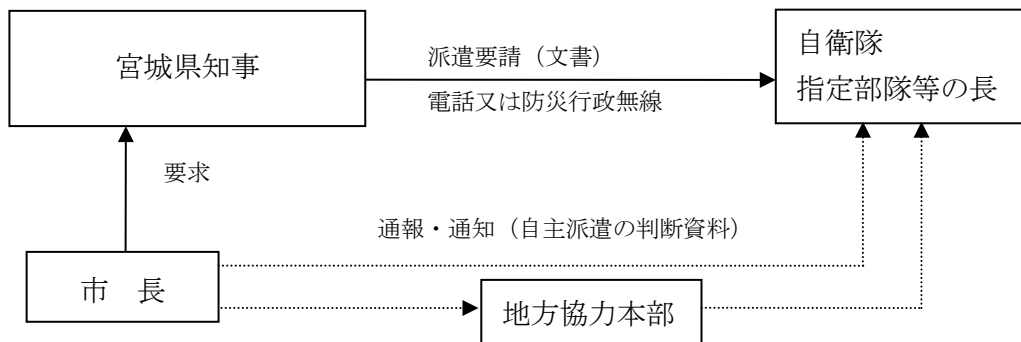 宮城県知事
派遣要請(文書)
電話又は防災行政無線
自衛隊
指定部隊等の長
要求
通報・通知(自主派遣の判断資料)
市　長
地方協力本部